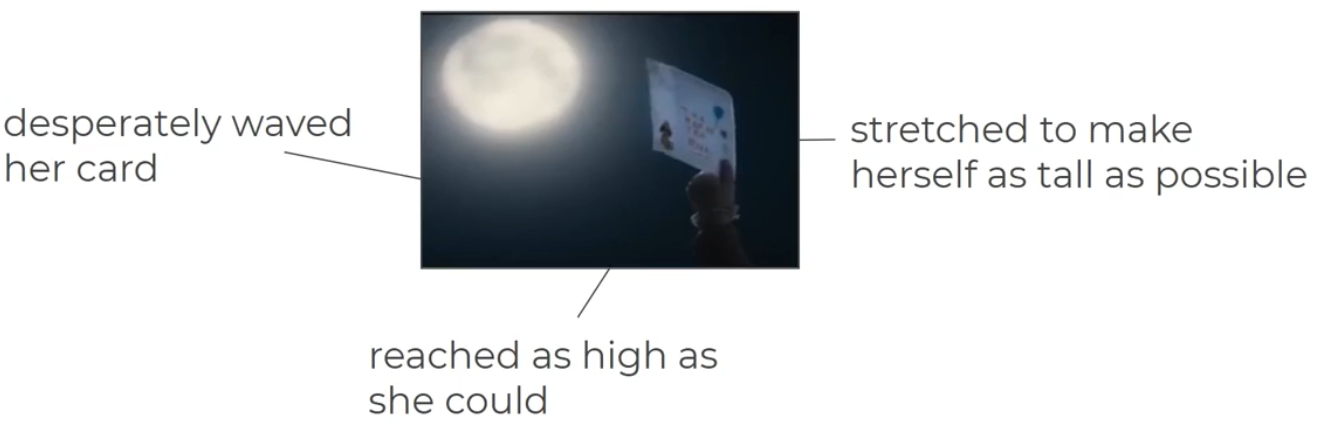 desperately waved
her card
stretched to make
herself as tall as possible
reached as high as
she could